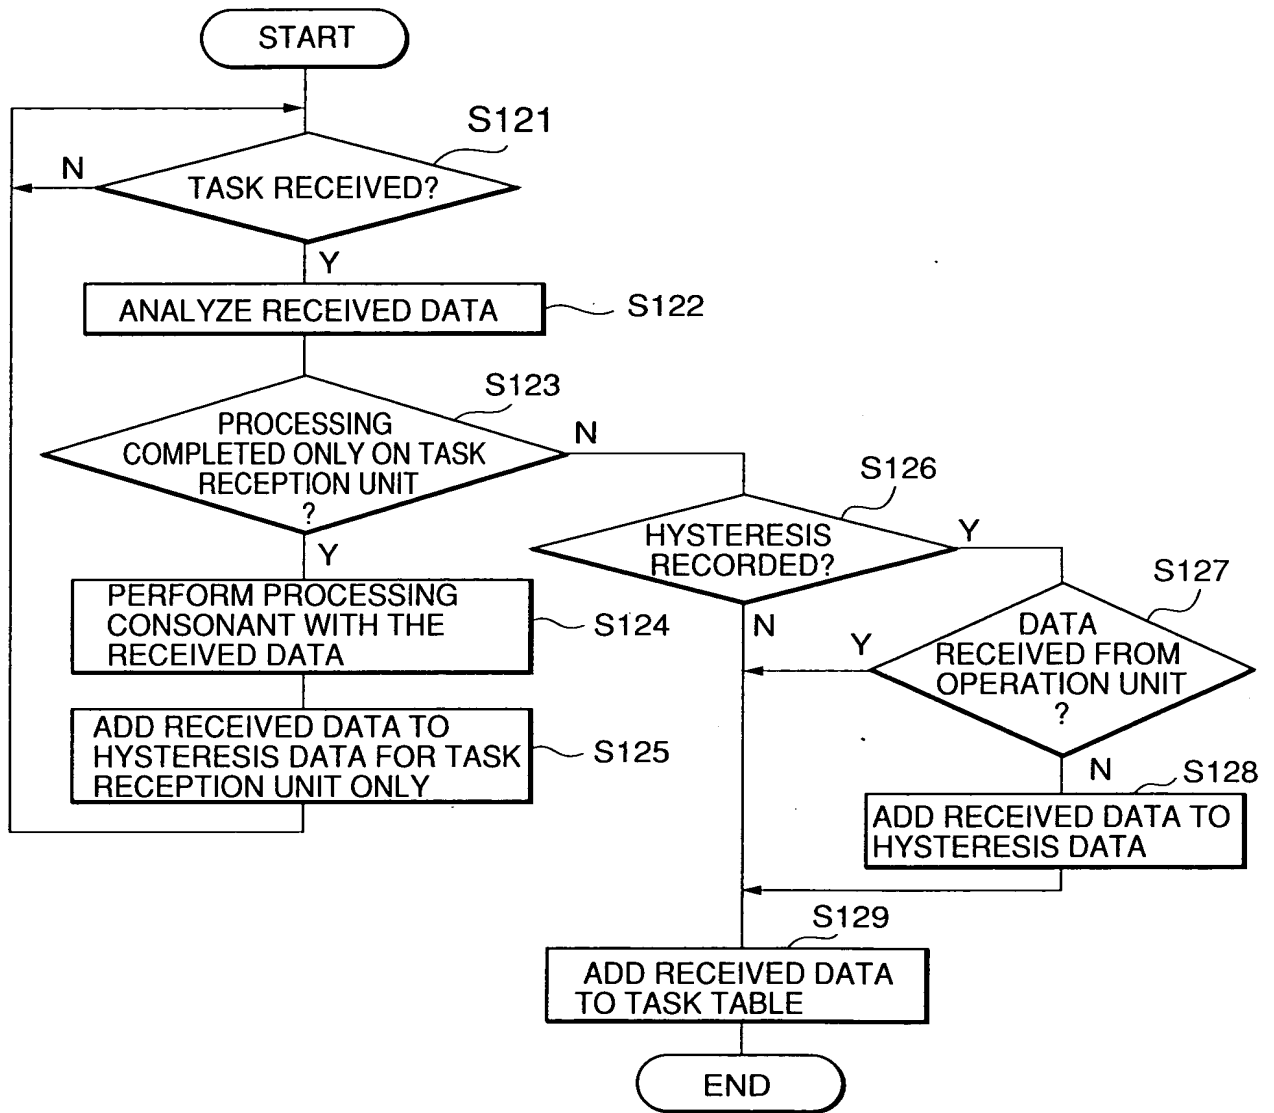 START
S121
N
TASK RECEIVED?
Y
ANALYZE RECEIVED DATA
S122
S123
PROCESSING
COMPLETED ONLY ON TASK
RECEPTION UNIT
?
N
Y
S126
HYSTERESIS
RECORDED?
Y
N
S127
DATA
RECEIVED FROM
OPERATION UNIT
?
Y
N
PERFORM PROCESSING
CONSONANT WITH THE
RECEIVED DATA
S124
ADD RECEIVED DATA TO
HYSTERESIS DATA FOR TASK
RECEPTION UNIT ONLY
S125
S128
ADD RECEIVED DATA TO
HYSTERESIS DATA
S129
ADD RECEIVED DATA
TO TASK TABLE
END